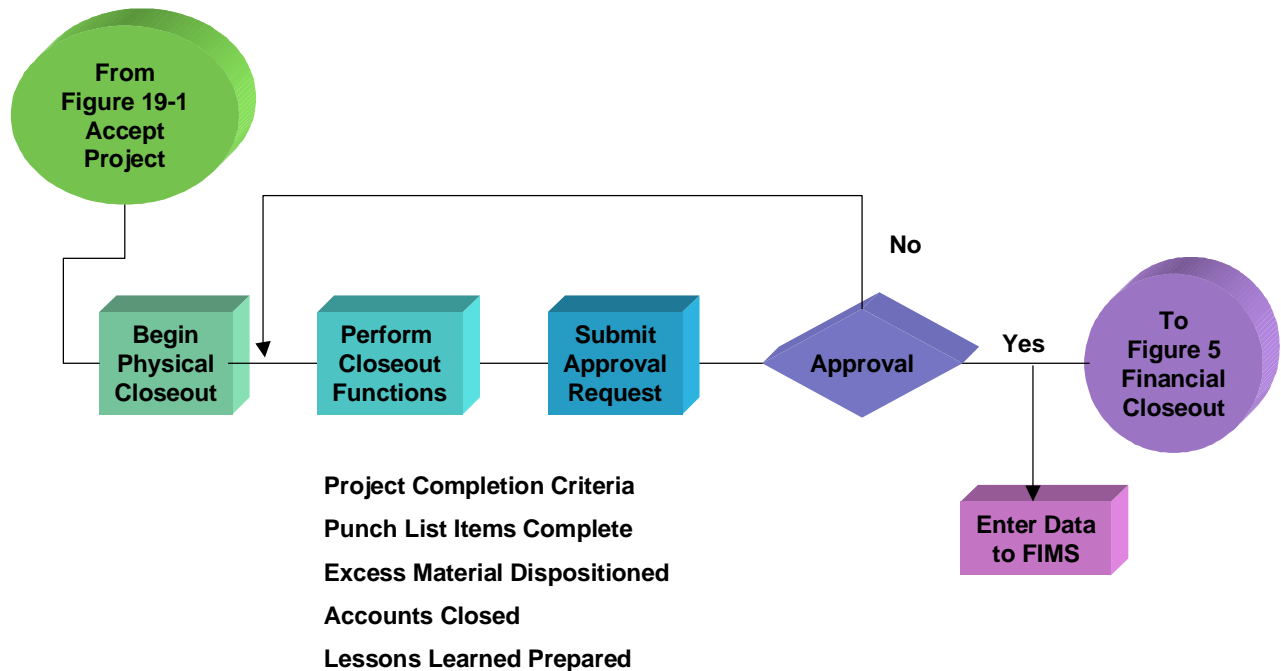 From
Figure 19-1
Accept
Project
No
Begin
Physical
Closeout
Perform
Closeout
Functions
Submit
Approval
Request
Approval
Yes
To
Figure 5
Financial
Closeout
Project Completion Criteria
Punch List Items Complete
Excess Material Dispositioned
Accounts Closed
Lessons Learned Prepared
Enter Data
to FIMS